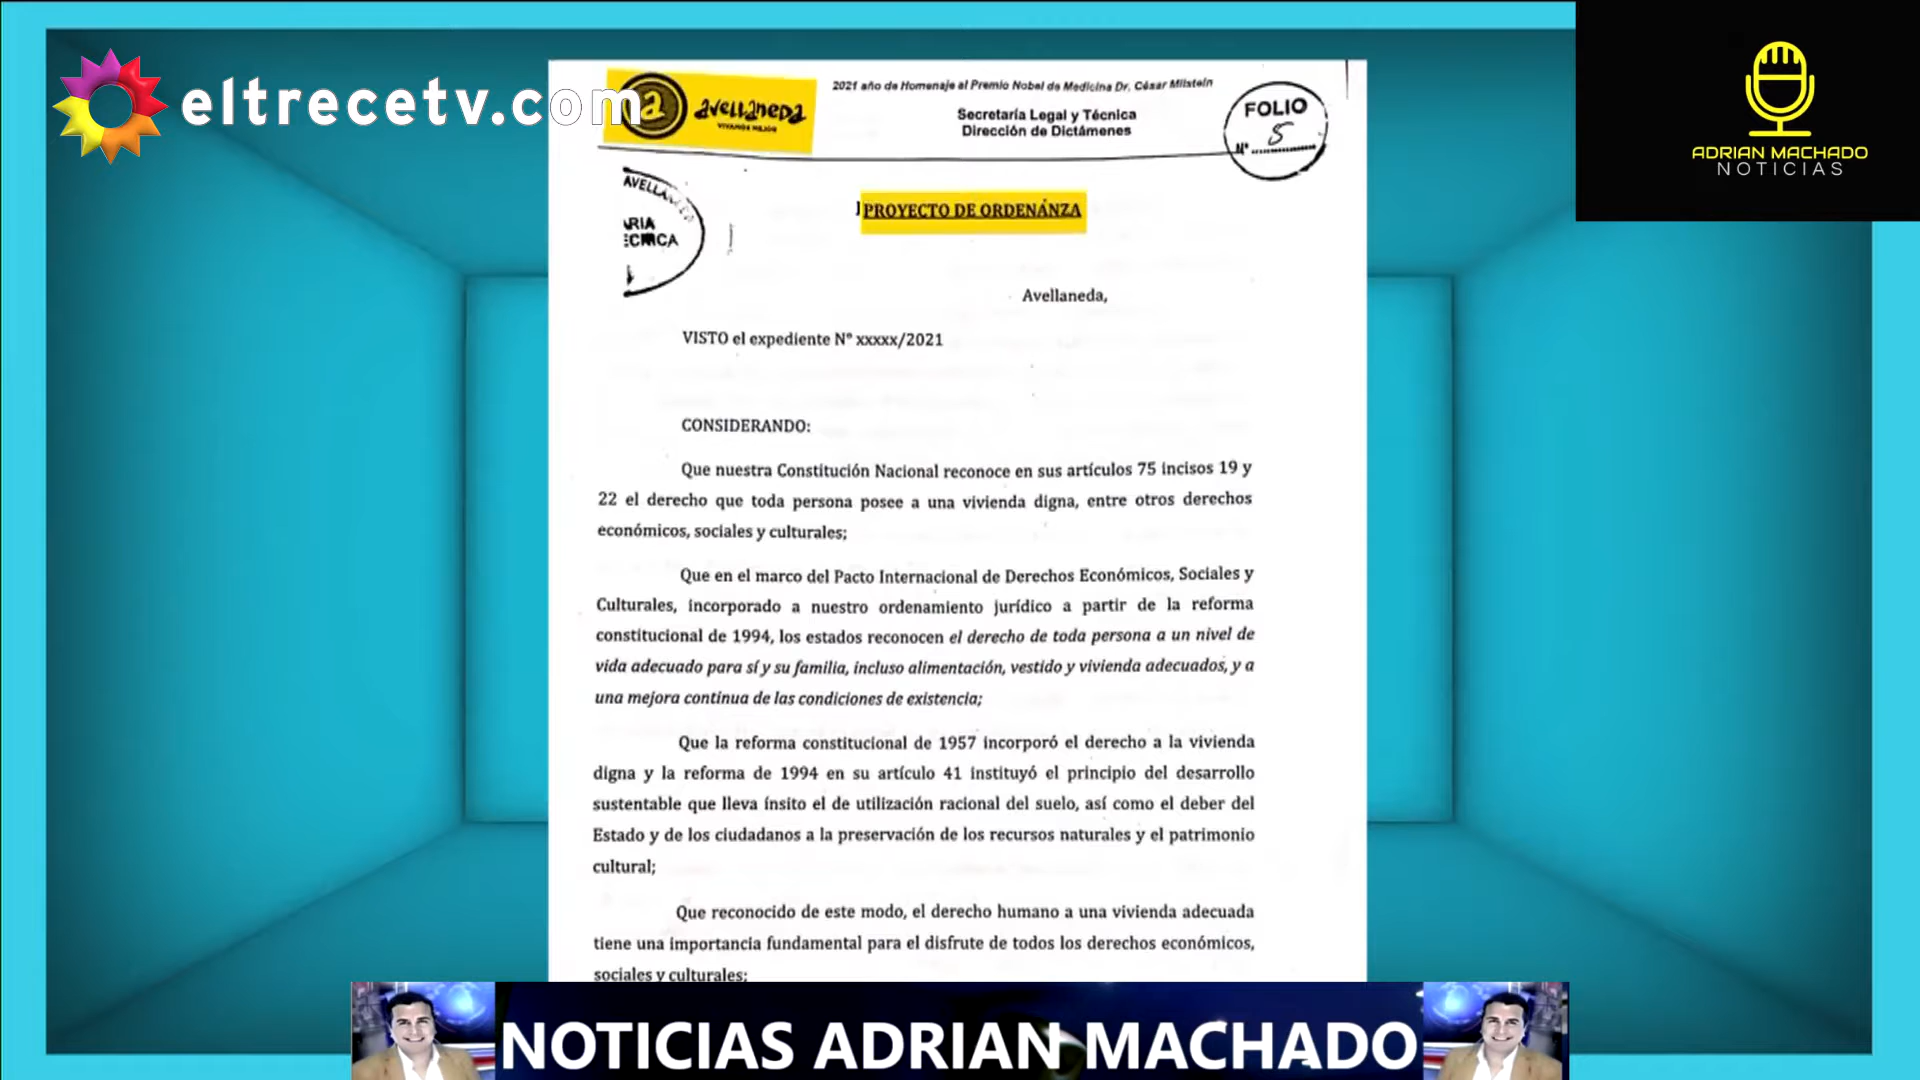 eltrecetv.com
avellaneda
VIVAMOS MEJOR
2021 año de Homenaje al Premio Nobel de Medicina Dr. César Milstein
Secretaría Legal y Técnica
Dirección de Dictámenes
FOLIO
Nº 5
ADRIAN MACHADO
NOTICIAS
AVELLANEDA
ARIA
ECNICA
PROYECTO DE ORDENÁNZA
Avellaneda,
VISTO el expediente Nº xxxxx/2021
CONSIDERANDO:
Que nuestra Constitución Nacional reconoce en sus artículos 75 incisos 19 y
22 el derecho que toda persona posee a una vivienda digna, entre otros derechos
económicos, sociales y culturales;
Que en el marco del Pacto Internacional de Derechos Económicos, Sociales y
Culturales, incorporado a nuestro ordenamiento jurídico a partir de la reforma
constitucional de 1994, los estados reconocen el derecho de toda persona a un nivel de
vida adecuado para sí y su familia, incluso alimentación, vestido y vivienda adecuados, y a
una mejora continua de las condiciones de existencia;
Que la reforma constitucional de 1957 incorporó el derecho a la vivienda
digna y la reforma de 1994 en su artículo 41 instituyó el principio del desarrollo
sustentable que lleva ínsito el de utilización racional del suelo, así como el deber del
Estado y de los ciudadanos a la preservación de los recursos naturales y el patrimonio
cultural;
Que reconocido de este modo, el derecho humano a una vivienda adecuada
tiene una importancia fundamental para el disfrute de todos los derechos económicos,
sociales y culturales;
NOTICIAS ADRIAN MACHADO